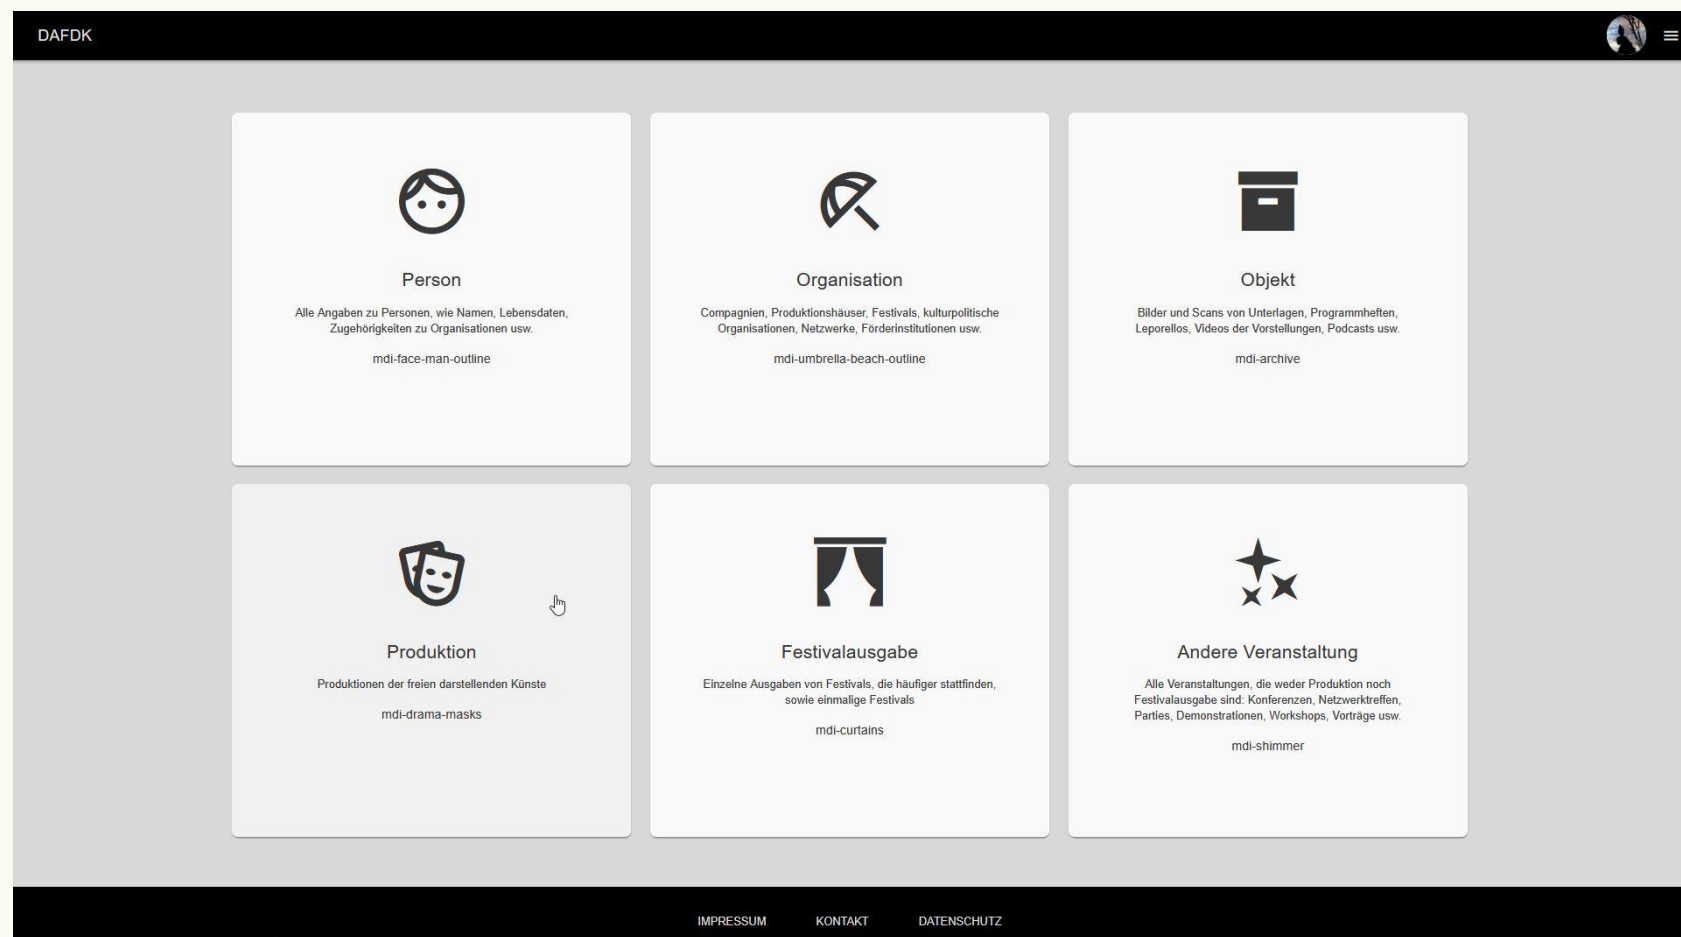 DAFDK
Person
Alle Angaben zu Personen, wie Namen, Lebensdaten,
Zugehörigkeiten zu Organisationen usw.
mdi-face-man-outline
Organisation
Compagnien, Produktionshäuser, Festivals, kulturpolitische
Organisationen, Netzwerke, Förderinstitutionen usw.
mdi-umbrella-beach-outline
Objekt
Bilder und Scans von Unterlagen, Programmheften,
Leporellos, Videos der Vorstellungen, Podcasts usw.
mdi-archive
Produktion
Produktionen der freien darstellenden Künste
mdi-drama-masks
Festivalausgabe
Einzelne Ausgaben von Festivals, die häufiger stattfinden,
sowie einmalige Festivals
mdi-curtains
Andere Veranstaltung
Alle Veranstaltungen, die weder Produktion noch
Festivalausgabe sind: Konferenzen, Netzwerktreffen,
Parties, Demonstrationen, Workshops, Vorträge usw.
mdi-shimmer
IMPRESSUM KONTAKT DATENSCHUTZ